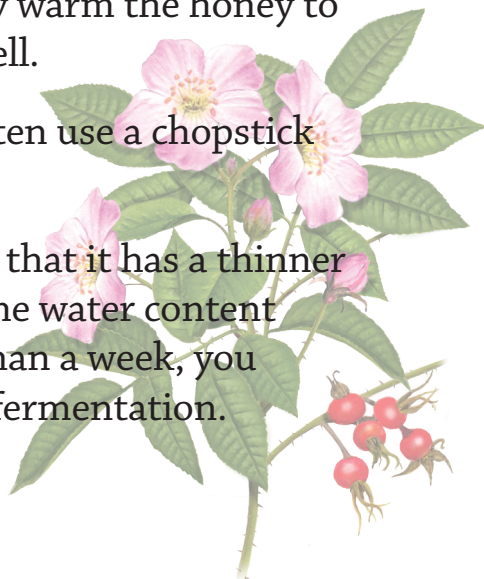 warm the honey to
ell.
ten use a chopstick
that it has a thinner
he water content
han a week, you
fermentation.